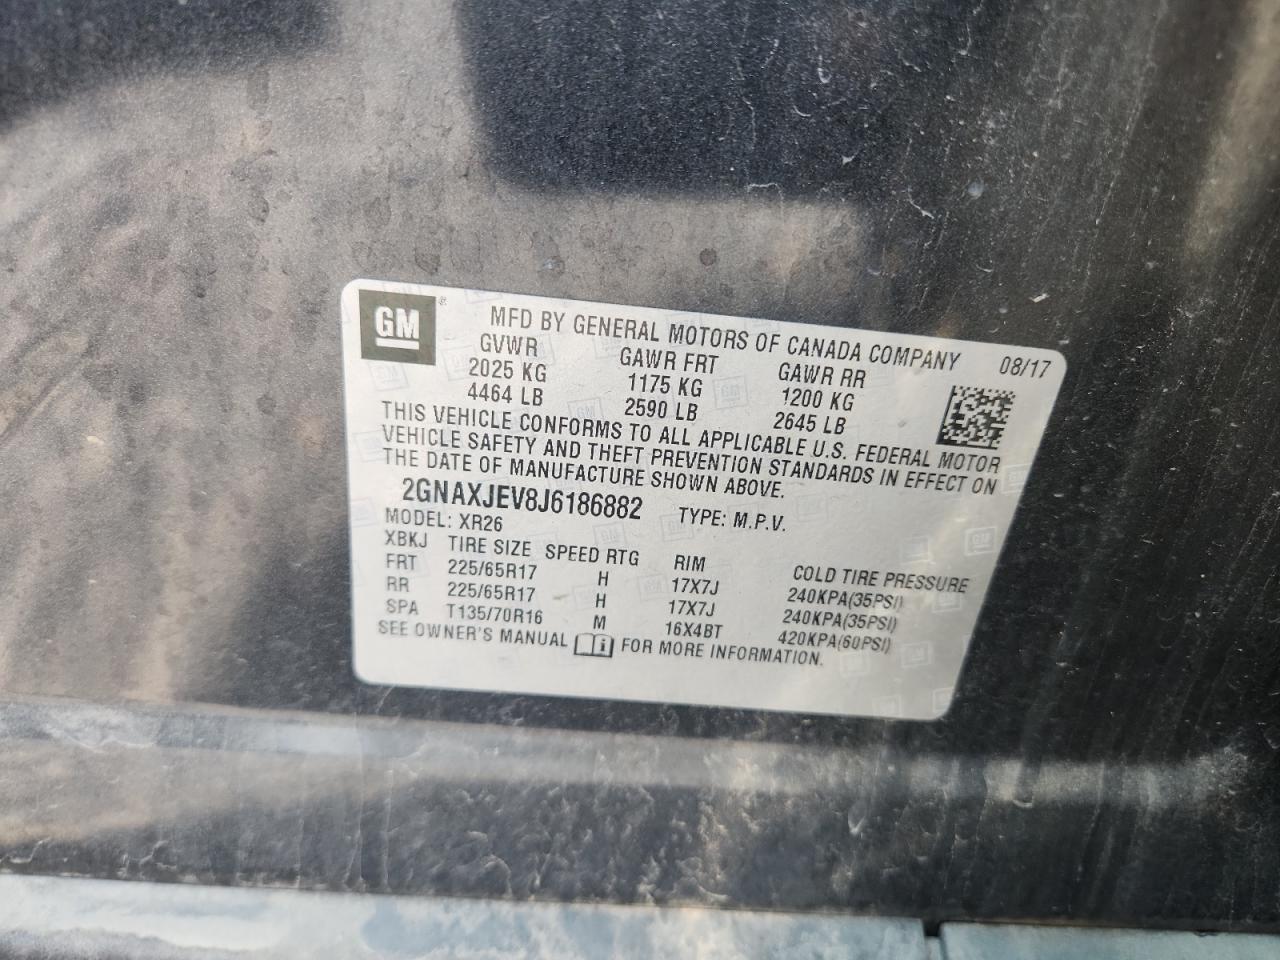 GM
MFD BY GENERAL MOTORS OF CANADA COMPANY 08/17
GVWR GAWR FRT GAWR RR
2025 KG 1175 KG 1200 KG
4464 LB 2590 LB 2645 LB
THIS VEHICLE CONFORMS TO ALL APPLICABLE U.S. FEDERAL MOTOR
VEHICLE SAFETY AND THEFT PREVENTION STANDARDS IN EFFECT ON
THE DATE OF MANUFACTURE SHOWN ABOVE.
2GNAXJEV8J6186882 TYPE: M.P.V.
MODEL: XR26
XBKJ TIRE SIZE SPEED RTG RIM COLD TIRE PRESSURE
FRT 225/65R17 H 17X7J 240KPA(35PSI)
RR 225/65R17 H 17X7J 240KPA(35PSI)
SPA T135/70R16 M 16X4BT 420KPA(60PSI)
SEE OWNER'S MANUAL FOR MORE INFORMATION.